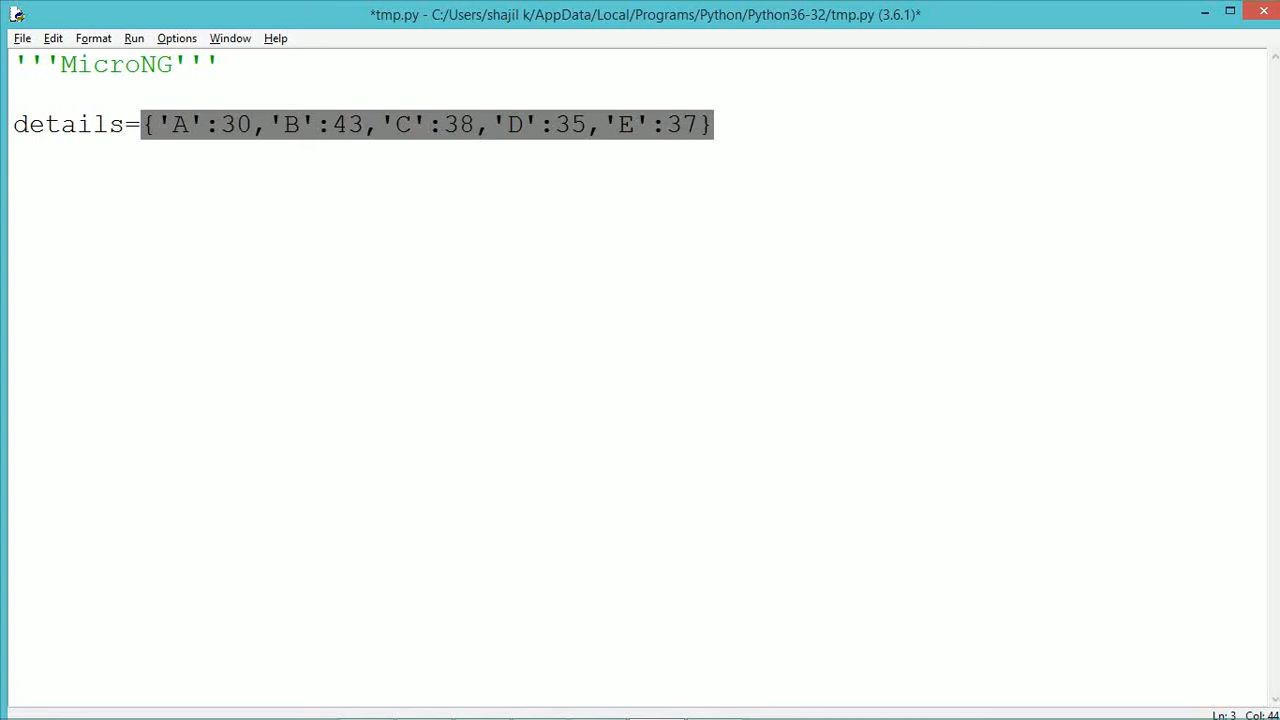 *tmp.py - C:/Users/shajil k/AppData/Local/Programs/Python/Python36-32/tmp.py (3.6.1)*
File Edit Format Run Options Window Help
'''MicroNG'''
details={'A':30,'B':43,'C':38,'D':35,'E':37}
Ln: 3 Col: 44